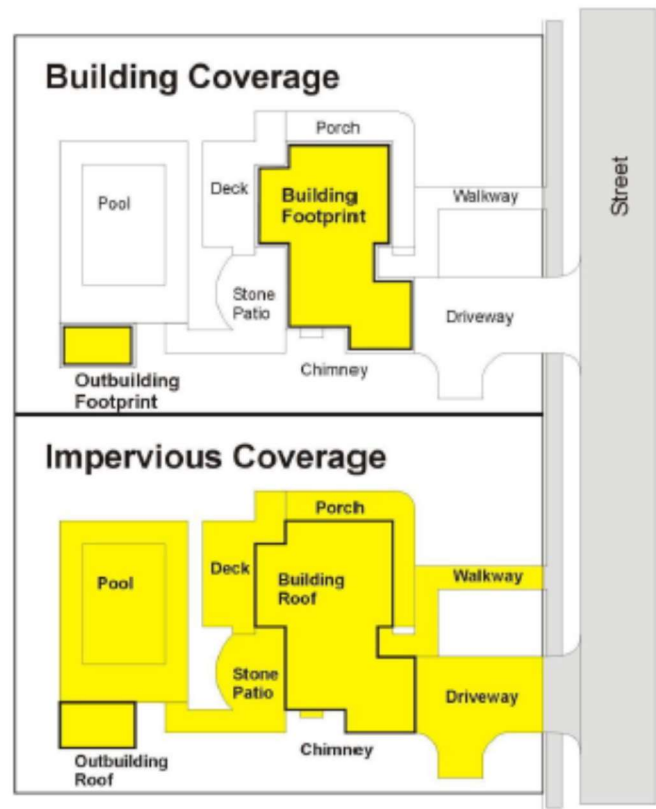 Building Coverage
Porch
Deck
Pool
Building
Footprint
Walkway
Street
Stone
Patio
Driveway
Chimney
Outbuilding
Footprint
Impervious Coverage
Porch
Deck
Pool
Building
Roof
Walkway
Stone
Patio
Driveway
Chimney
Outbuilding
Roof